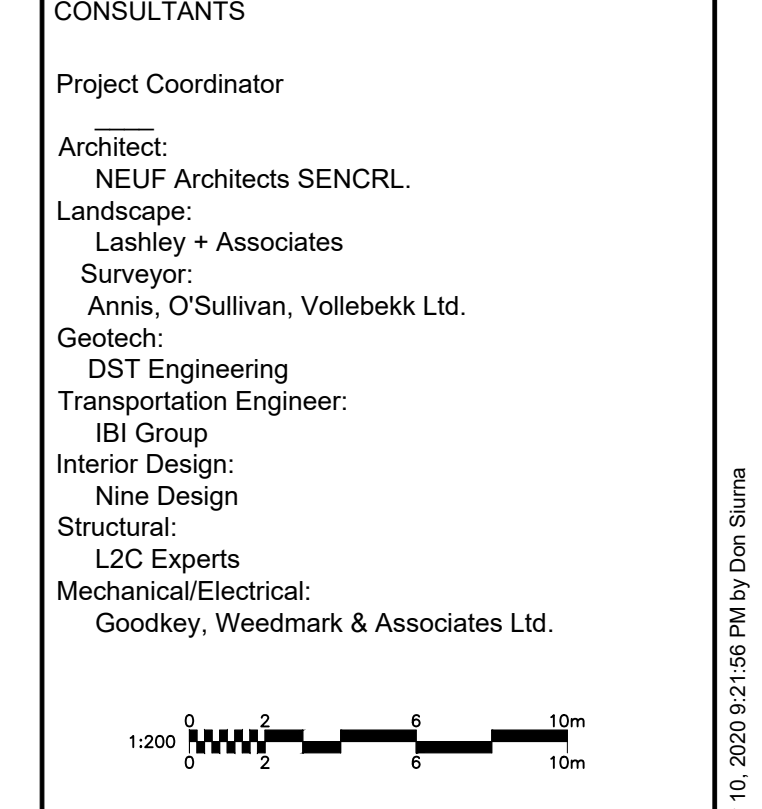 CONSULTANTS
Project Coordinator
____
Architect:
NEUF Architects SENCRL.
Landscape:
Lashley + Associates
Surveyor:
Annis, O'Sullivan, Vollebekk Ltd.
Geotech:
DST Engineering
Transportation Engineer:
IBI Group
Interior Design:
Nine Design
Structural:
L2C Experts
Mechanical/Electrical:
Goodkey, Weedmark & Associates Ltd.
0 2 6 10m
1:200
0 2 6 10m
10, 2020 9:21:56 PM by Don Siurna